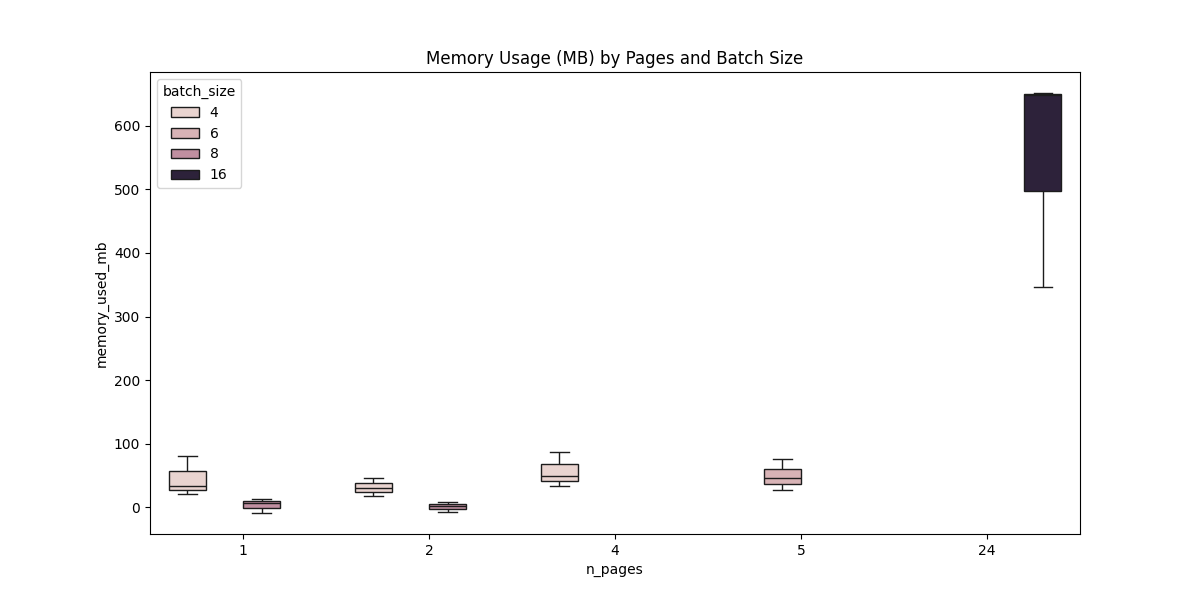 Memory Usage (MB) by Pages and Batch Size
batch_size
4
6
8
16
memory_used_mb
600
500
400
300
200
100
0
1 2 4 5 24
n_pages